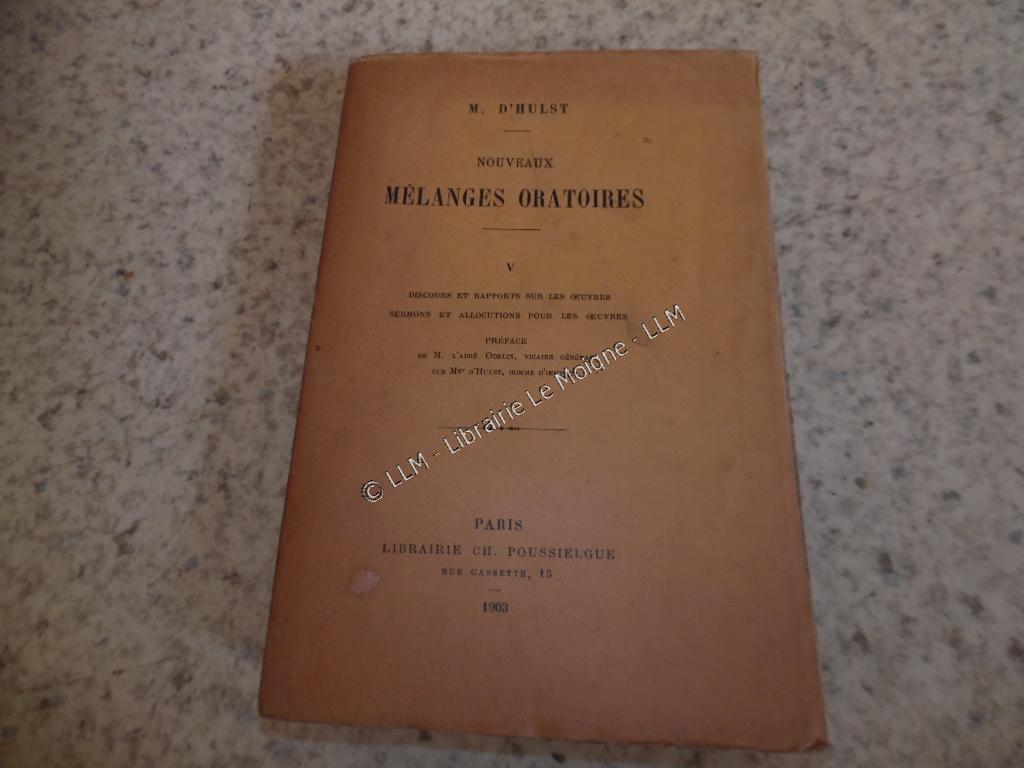 M. D'HULST
NOUVEAUX
MÉLANGES ORATOIRES
V
DISCOURS ET RAPPORTS SUR LES ŒUVRES
SERMONS ET ALLOCUTIONS POUR LES ŒUVRES
PRÉFACE
DE M. L'ABBÉ ODELIN, VICAIRE
SUR Mgr D'HULST, HOMME
© LLM - Librairie Le Moigne - LLM
PARIS
LIBRAIRIE CH. POUSSIELGUE
RUE CASSETTE, 15
1903